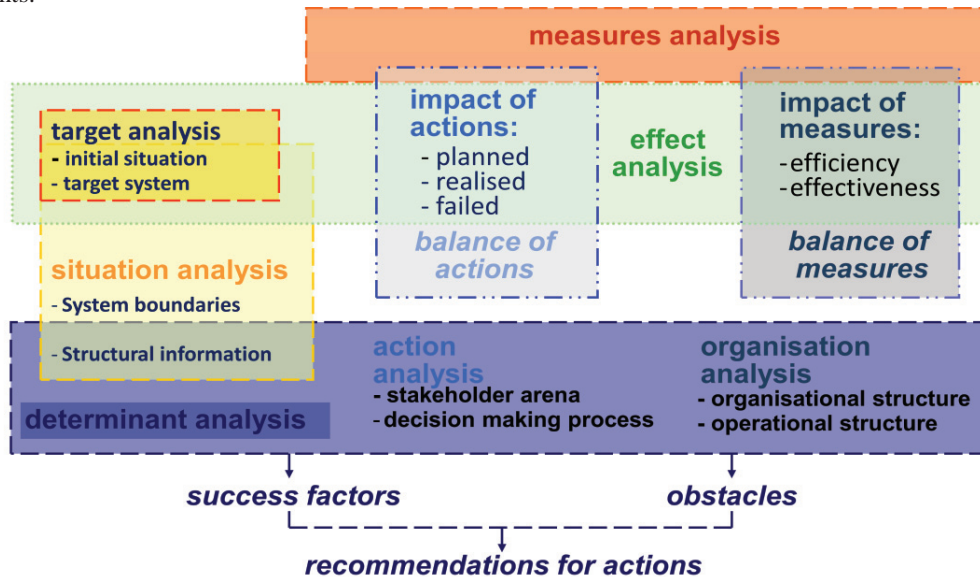 nts.
measures analysis
target analysis
- initial situation
- target system
impact of
actions:
- planned
- realised
- failed
balance of
actions
effect
analysis
impact of
measures:
-efficiency
-effectiveness
balance of
measures
situation analysis
- System boundaries
- Structural information
determinant analysis
action
analysis
- stakeholder arena
- decision making process
organisation
analysis
- organisational structure
- operational structure
success factors
obstacles
recommendations for actions